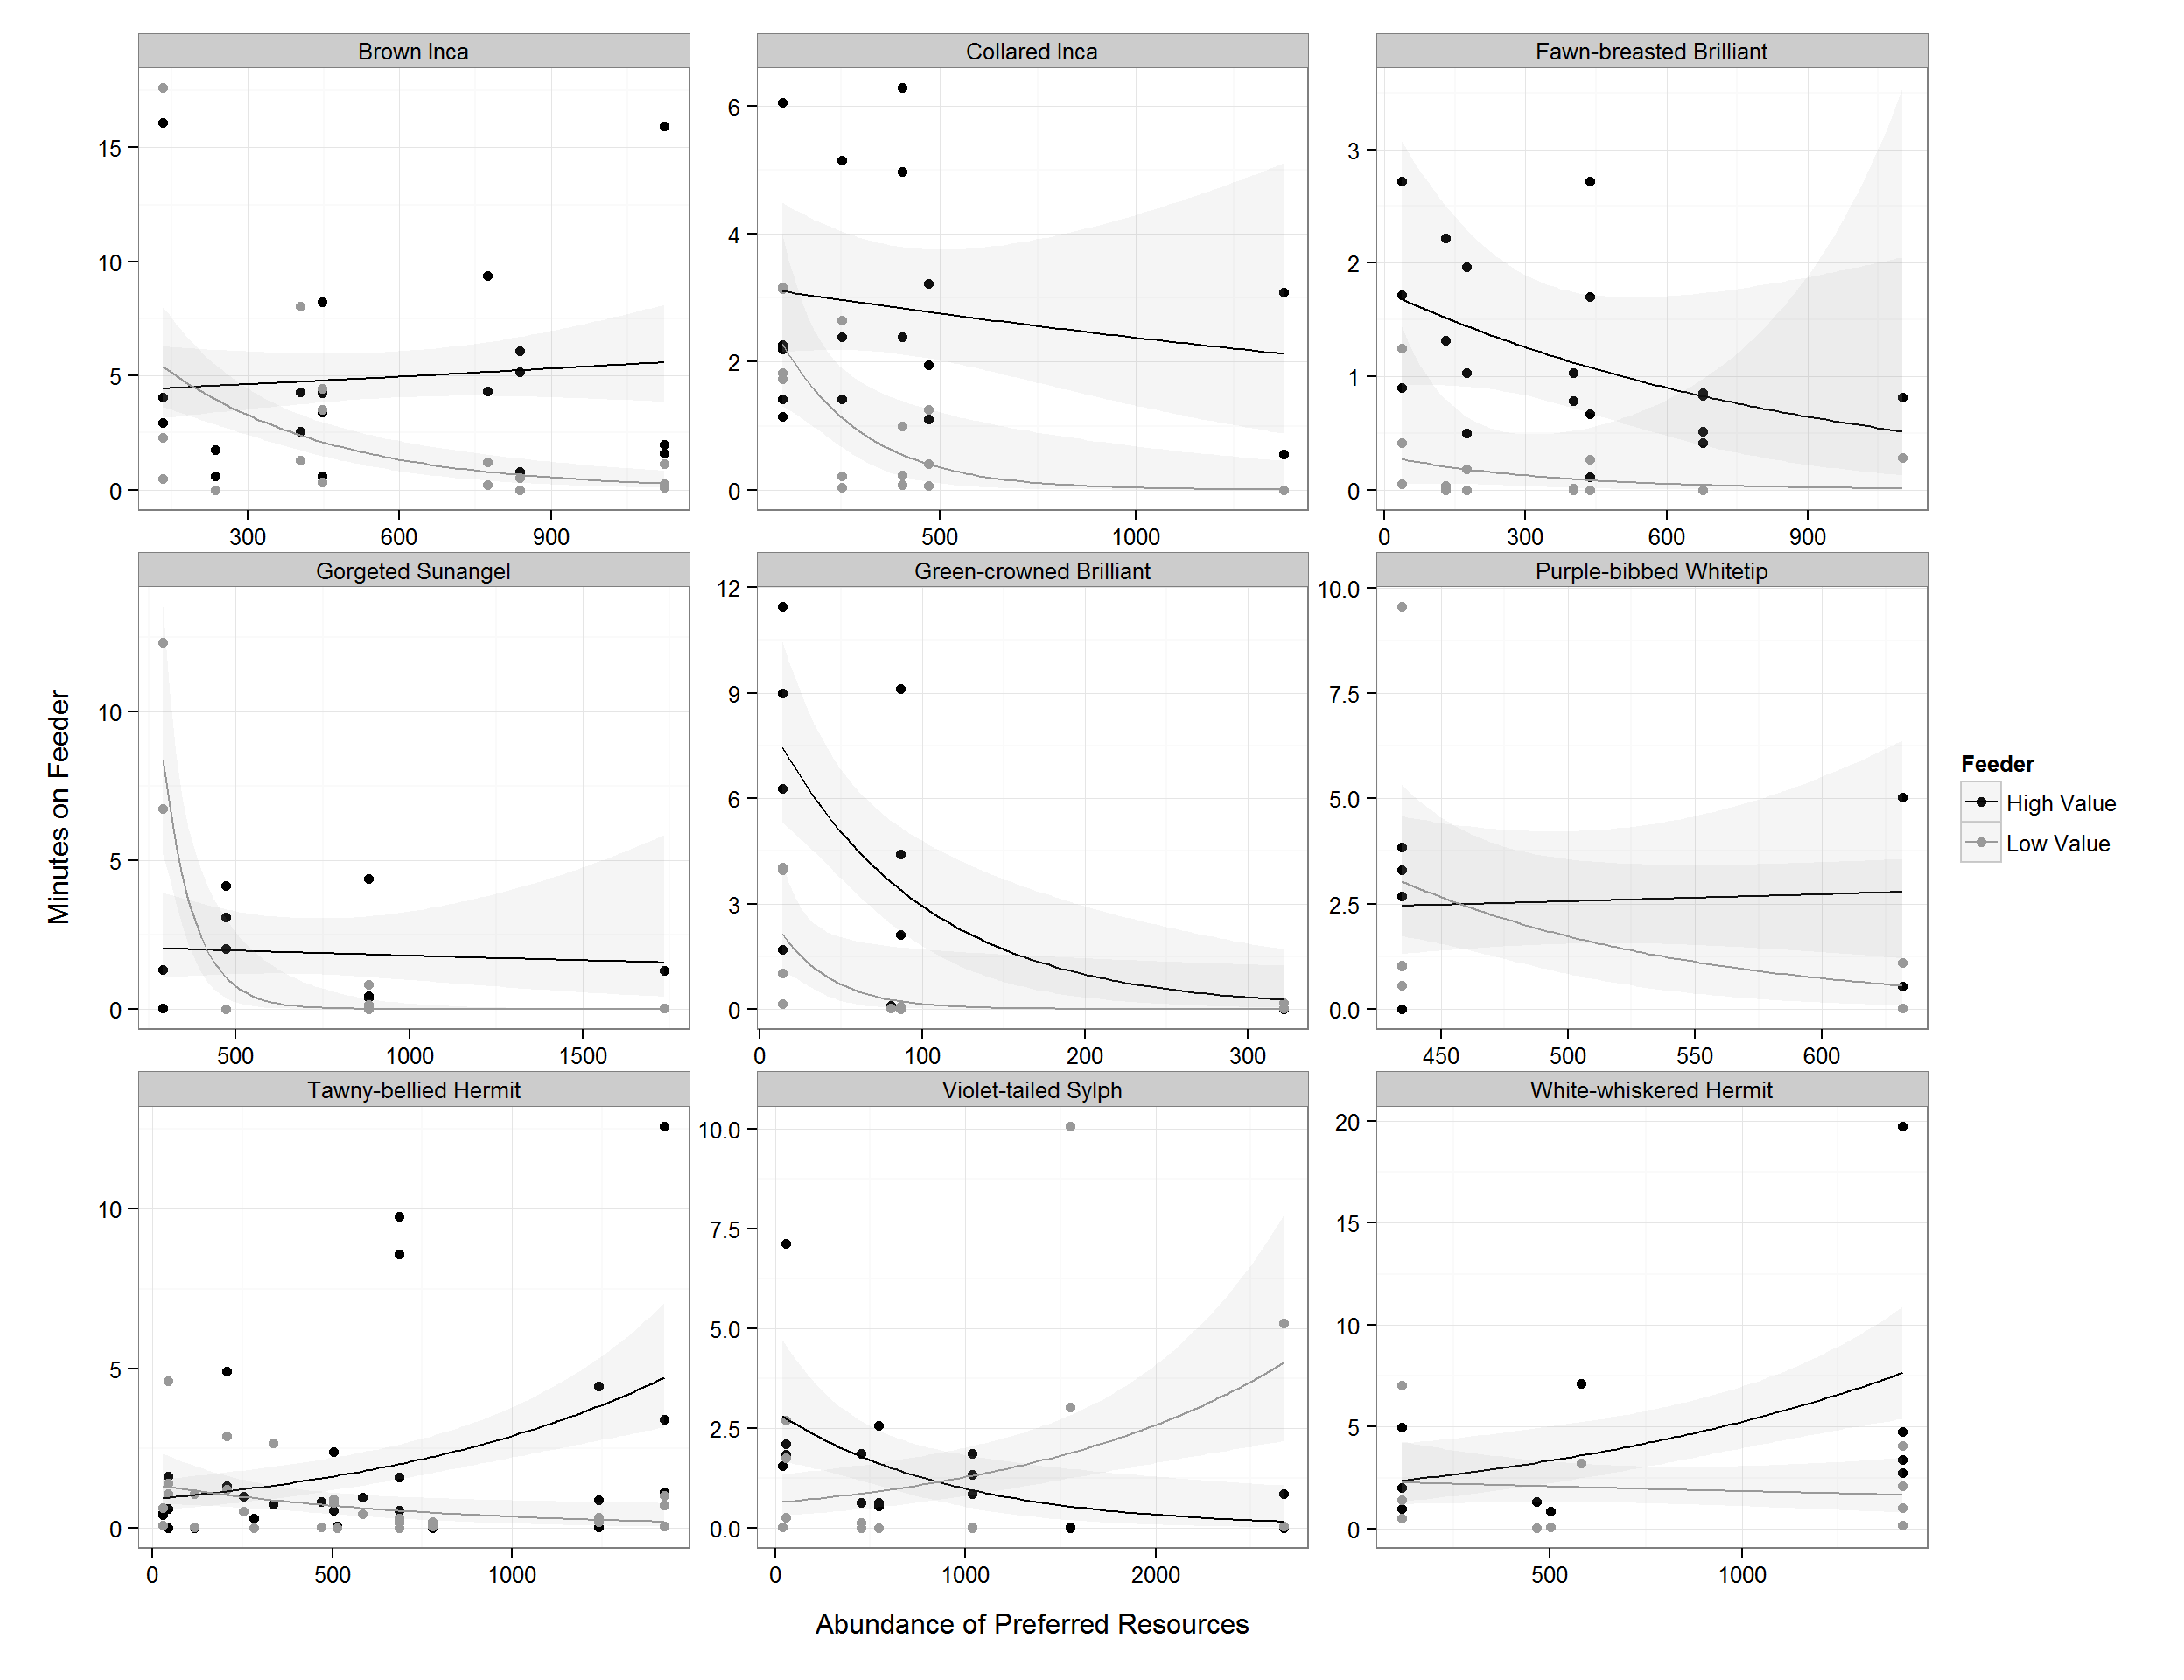 Brown Inca
Collared Inca
Fawn-breasted Brilliant
15
10
5
0
6
4
2
0
3
2
1
0
300 600 900
500 1000
0 300 600 900
Gorgeted Sunangel
Green-crowned Brilliant
Purple-bibbed Whitetip
10
5
0
12
9
6
3
0
10.0
7.5
5.0
2.5
0.0
500 1000 1500
0 100 200 300
450 500 550 600
Tawny-bellied Hermit
Violet-tailed Sylph
White-whiskered Hermit
10
5
0
10.0
7.5
5.0
2.5
0.0
20
15
10
5
0
0 500 1000
0 1000 2000
500 1000
Minutes on Feeder
Abundance of Preferred Resources
Feeder
High Value
Low Value